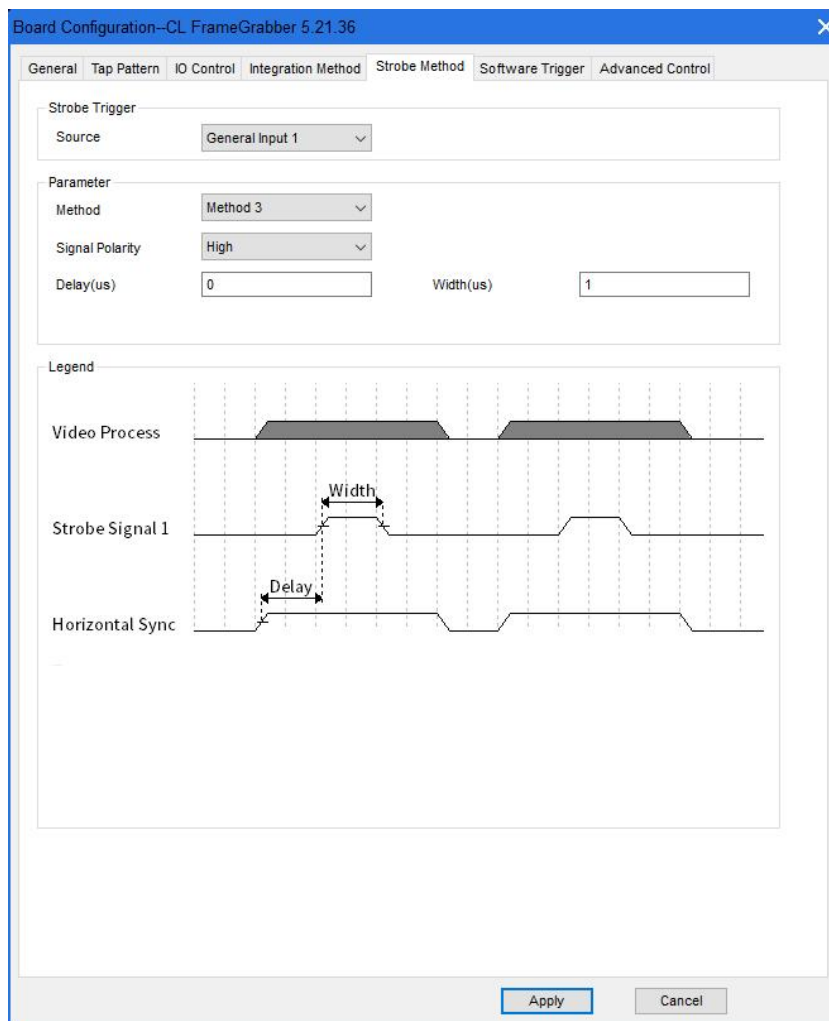 Board Configuration--CL FrameGrabber 5.21.36
General Tap Pattern IO Control Integration Method Strobe Method Software Trigger Advanced Control
Strobe Trigger
Source General Input 1
Parameter
Method Method 3
Signal Polarity High
Delay(us) 0 Width(us) 1
Legend
Video Process
Width
Strobe Signal 1
Delay
Horizontal Sync
Apply Cancel